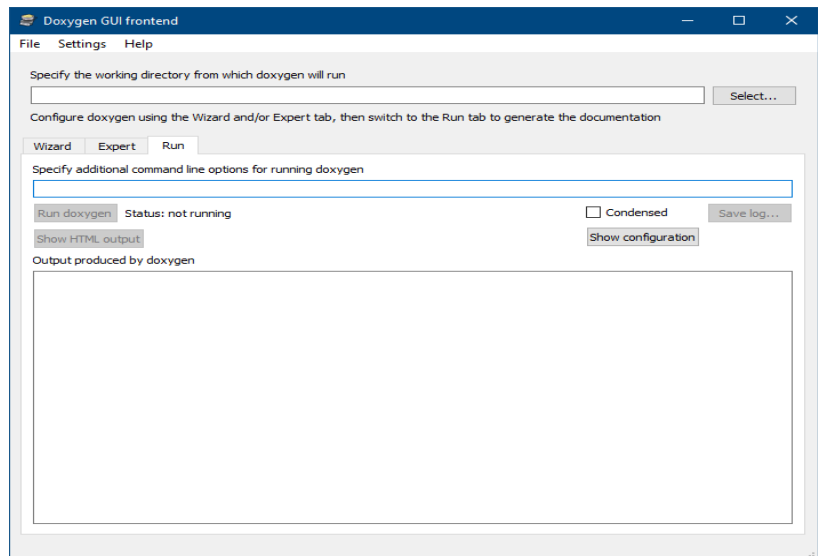 Doxygen GUI frontend
File Settings Help
Specify the working directory from which doxygen will run
Select...
Configure doxygen using the Wizard and/or Expert tab, then switch to the Run tab to generate the documentation
Wizard Expert Run
Specify additional command line options for running doxygen
Run doxygen Status: not running Condensed Save log...
Show HTML output Show configuration
Output produced by doxygen